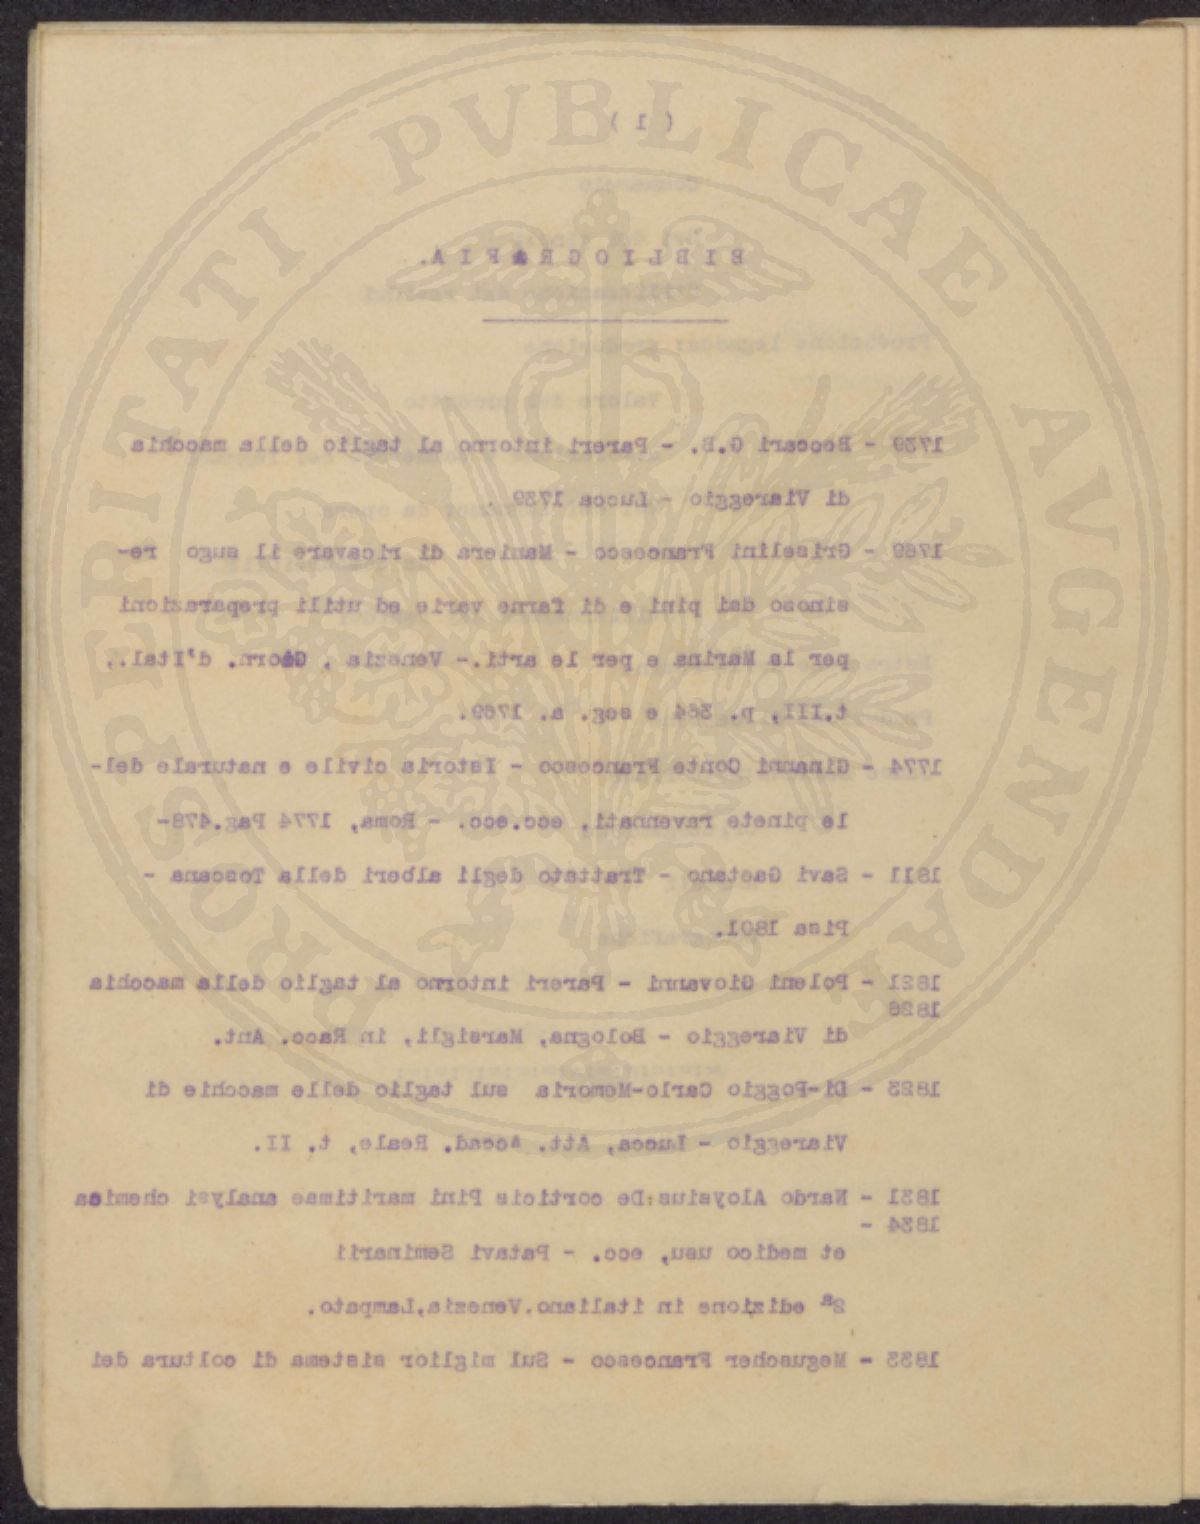 PROSPERITATI PVBLICAE AVGENDAE
( 1 )
BIBLIOGRAFIA.
1739 - Beccari G.B. - Pareri intorno al taglio della macchia
di Viareggio - Lucca 1739 .
1769 - Griselini Francesco - Maniera di ricavare il sugo re-
sinoso dai pini e di farne varie ed utili preparazioni
per la Marina e per le arti.- Venezia , Giorn. d'Ital.,
t.III, p. 364 e seg. a. 1769.
1774 - Ginanni Conte Francesco - Istoria civile e naturale del-
le pinete ravennati, ecc.ecc. - Roma, 1774 Pag.478-
1811 - Savi Gaetano - Trattato degli alberi della Toscana -
Pisa 1801.
1821 - Poleni Giovanni - Pareri intorno al taglio della macchia
1826
di Viareggio - Bologna, Marsigli, in Racc. Ant.
1823 - Di-Poggio Carlo-Memoria sul taglio delle macchie di
Viareggio - Lucca, Att. Accad. Reale, t. II.
1831 - Nardo Aloysius:De corticis Pini maritimae analysi chemica
1834 -
et medico usu, ecc. - Patavi Seminarii
2ª edizione in italiano.Venezia,Lampato.
1833 - Meguscher Francesco - Sul miglior sistema di coltura dei